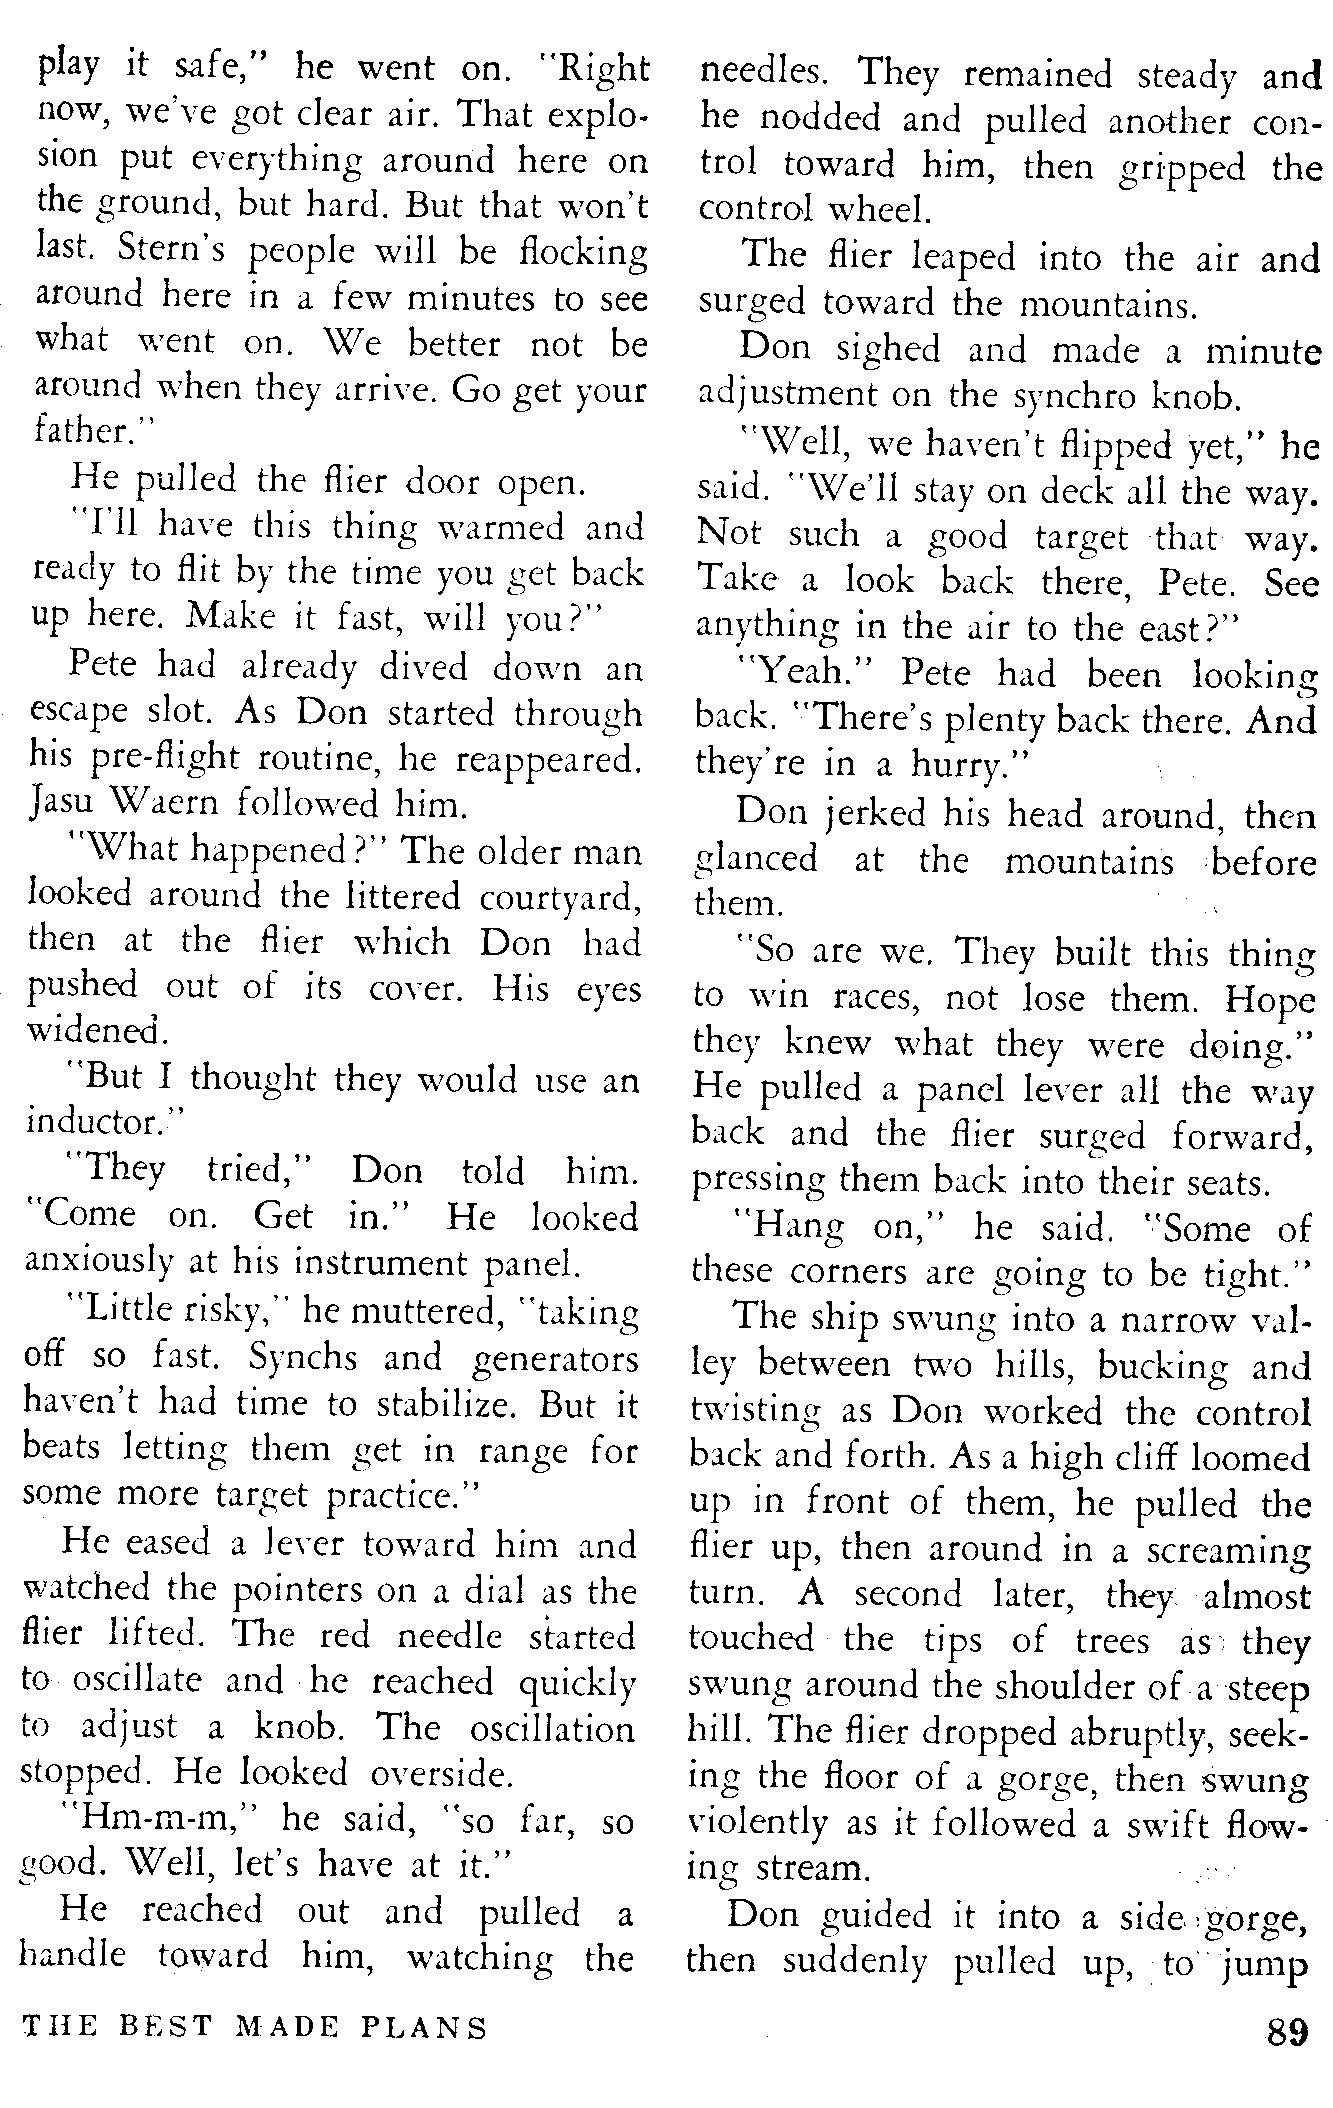 play it safe," he went on. "Right
now, we've got clear air. That explo-
sion put everything around here on
the ground, but hard. But that won't
last. Stern's people will be flocking
around here in a few minutes to see
what went on. We better not be
around when they arrive. Go get your
father."
He pulled the flier door open.
"I'll have this thing warmed and
ready to flit by the time you get back
up here. Make it fast, will you?"
Pete had already dived down an
escape slot. As Don started through
his pre-flight routine, he reappeared.
Jasu Waern followed him.
"What happened?" The older man
looked around the littered courtyard,
then at the flier which Don had
pushed out of its cover. His eyes
widened.
"But I thought they would use an
inductor."
"They tried," Don told him.
"Come on. Get in." He looked
anxiously at his instrument panel.
"Little risky," he muttered, "taking
off so fast. Synchs and generators
haven't had time to stabilize. But it
beats letting them get in range for
some more target practice."
He eased a lever toward him and
watched the pointers on a dial as the
flier lifted. The red needle started
to oscillate and he reached quickly
to adjust a knob. The oscillation
stopped. He looked overside.
"Hm-m-m," he said, "so far, so
good. Well, let's have at it."
He reached out and pulled a
handle toward him, watching the
needles. They remained steady and
he nodded and pulled another con-
trol toward him, then gripped the
control wheel.
The flier leaped into the air and
surged toward the mountains.
Don sighed and made a minute
adjustment on the synchro knob.
"Well, we haven't flipped yet," he
said. "We'll stay on deck all the way.
Not such a good target that way.
Take a look back there, Pete. See
anything in the air to the east?"
"Yeah." Pete had been looking
back. "There's plenty back there. And
they're in a hurry."
Don jerked his head around, then
glanced at the mountains before
them.
"So are we. They built this thing
to win races, not lose them. Hope
they knew what they were doing."
He pulled a panel lever all the way
back and the flier surged forward,
pressing them back into their seats.
"Hang on," he said. "Some of
these corners are going to be tight."
The ship swung into a narrow val-
ley between two hills, bucking and
twisting as Don worked the control
back and forth. As a high cliff loomed
up in front of them, he pulled the
flier up, then around in a screaming
turn. A second later, they almost
touched the tips of trees as they
swung around the shoulder of a steep
hill. The flier dropped abruptly, seek-
ing the floor of a gorge, then swung
violently as it followed a swift flow-
ing stream.
Don guided it into a side gorge,
then suddenly pulled up, to jump
THE BEST MADE PLANS
89